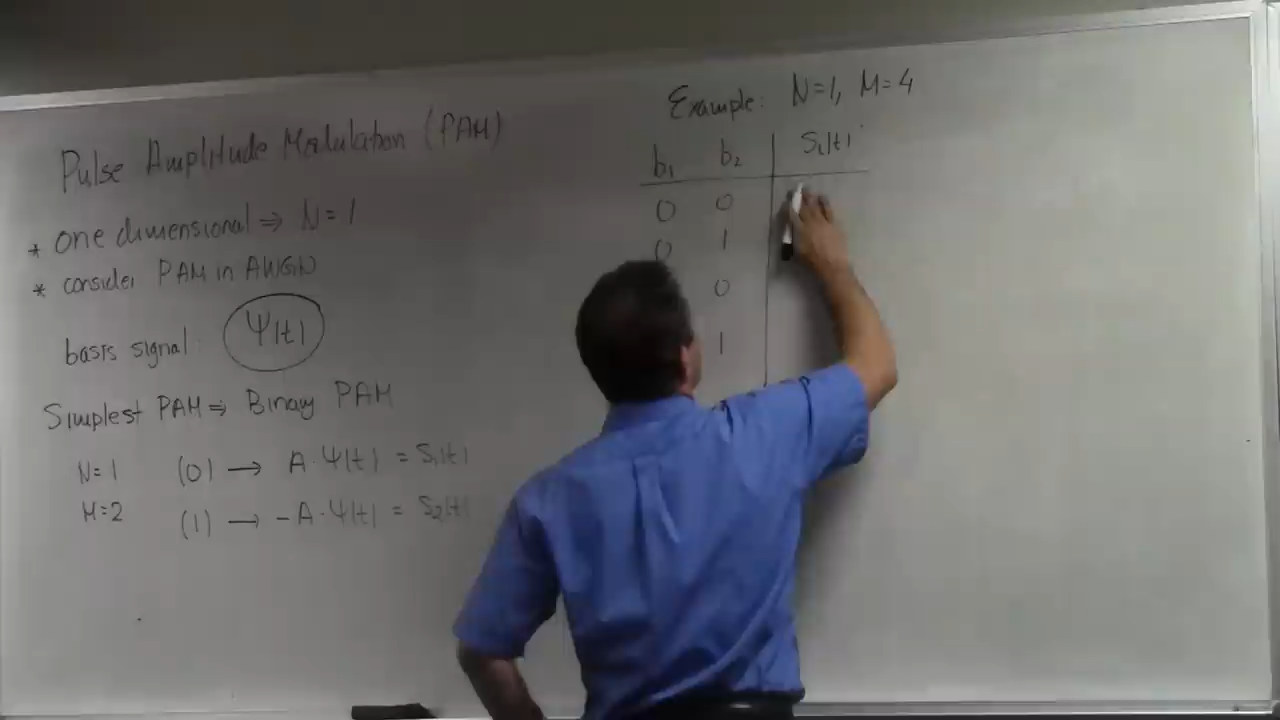 Pulse Amplitude Modulation (PAM)
* one dimensional ⇒ N = 1
* consider PAM in AWGN
basis signal: Ψ(t)
Simplest PAM ⇒ Binary PAM
N=1 (0) → A·Ψ(t) = S₁(t)
M=2 (1) → -A·Ψ(t) = S₂(t)
Example: N=1, M=4
b₁ b₂ Sᵢ(t)
0 0
0 1
0
1